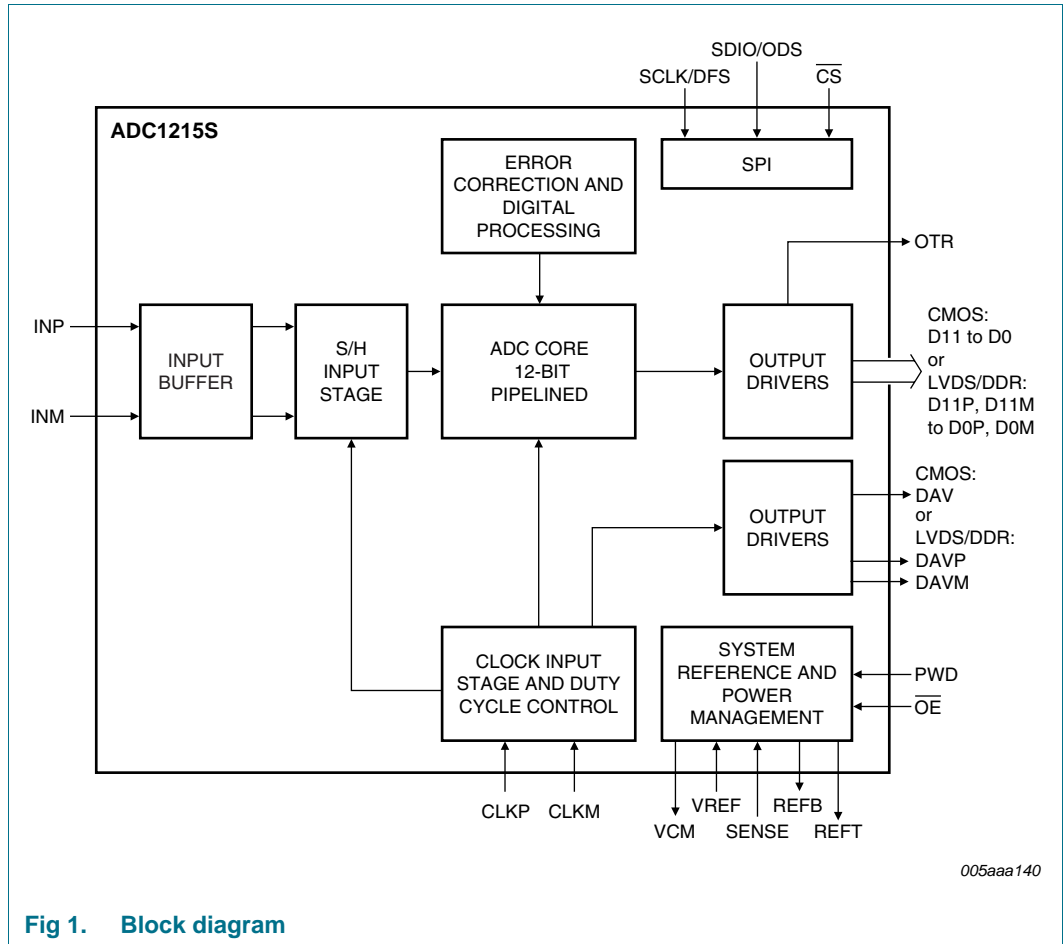 SDIO/ODS
SCLK/DFS
CS
ADC1215S
ERROR
CORRECTION AND
DIGITAL
PROCESSING
SPI
OTR
INP
INM
INPUT
BUFFER
S/H
INPUT
STAGE
ADC CORE
12-BIT
PIPELINED
OUTPUT
DRIVERS
CMOS:
D11 to D0
or
LVDS/DDR:
D11P, D11M
to D0P, D0M
OUTPUT
DRIVERS
CMOS:
DAV
or
LVDS/DDR:
DAVP
DAVM
CLOCK INPUT
STAGE AND DUTY
CYCLE CONTROL
SYSTEM
REFERENCE AND
POWER
MANAGEMENT
PWD
OE
CLKP CLKM
VCM
VREF
SENSE
REFB
REFT
005aaa140
Fig 1. Block diagram